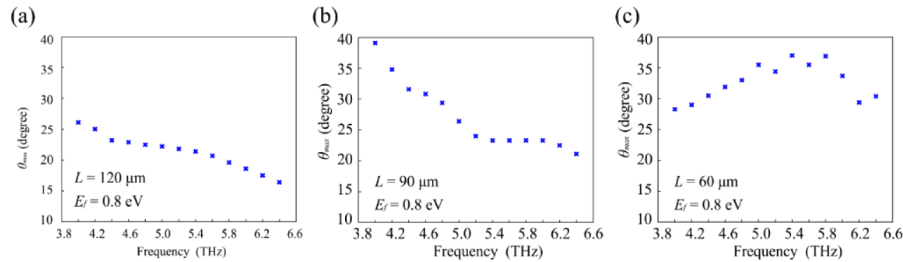 (a)
40
35
30
25
20
15
10
θmax (degree)
L = 120 μm
Ef = 0.8 eV
3.8 4.2 4.6 5.0 5.4 5.8 6.2 6.6
Frequency (THz)
(b)
40
35
30
25
20
15
10
θmax (degree)
L = 90 μm
Ef = 0.8 eV
3.8 4.2 4.6 5.0 5.4 5.8 6.2 6.6
Frequency (THz)
(c)
40
35
30
25
20
15
10
θmax (degree)
L = 60 μm
Ef = 0.8 eV
3.8 4.2 4.6 5.0 5.4 5.8 6.2 6.6
Frequency (THz)